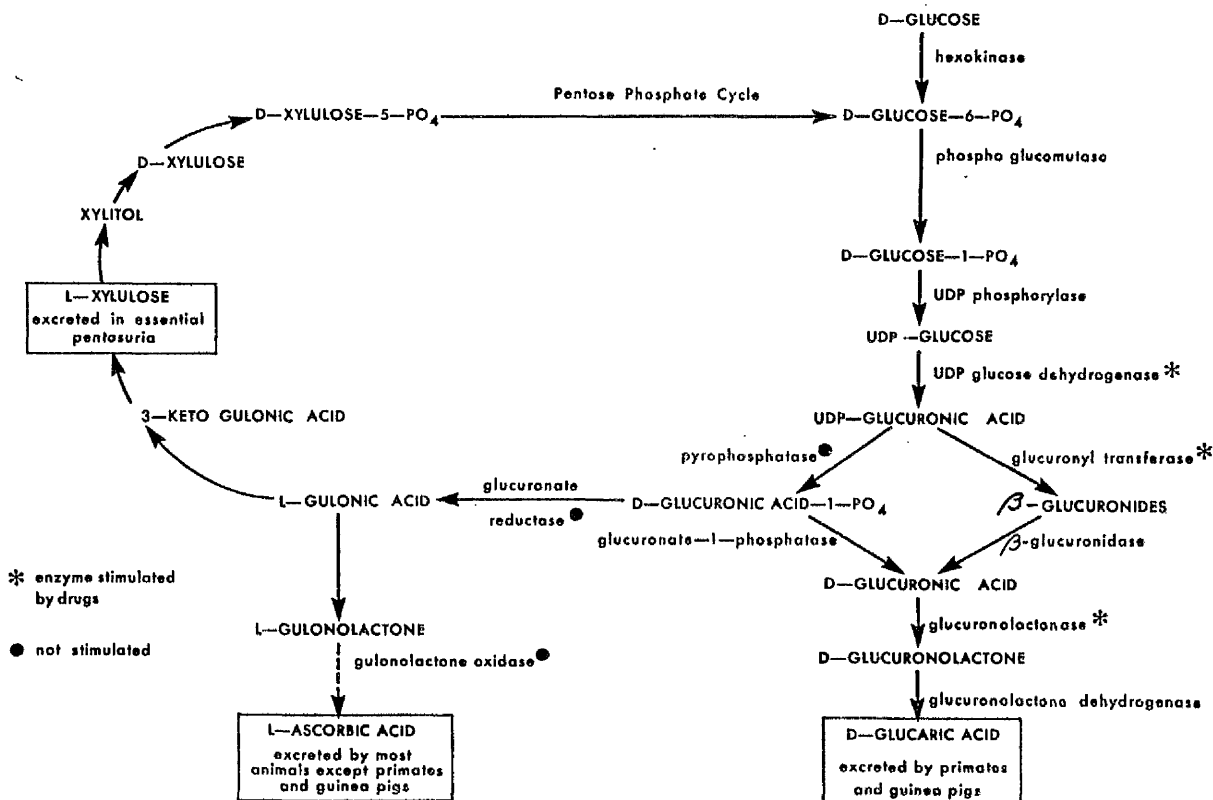 D—GLUCOSE
hexokinase
Pentose Phosphate Cycle
D—XYLULOSE—5—PO4
D—GLUCOSE—6—PO4
phospho glucomutase
D—XYLULOSE
XYLITOL
D—GLUCOSE—1—PO4
UDP phosphorylase
L—XYLULOSE
excreted in essential
pentosuria
UDP—GLUCOSE
UDP glucose dehydrogenase*
3—KETO GULONIC ACID
UDP—GLUCURONIC ACID
pyrophosphatase●
glucuronyl transferase*
glucuronate
reductase●
L—GULONIC ACID
D—GLUCURONIC ACID—1—PO4
β—GLUCURONIDES
glucuronate—1—phosphatase
β-glucuronidase
D—GLUCURONIC ACID
* enzyme stimulated
by drugs
● not stimulated
L—GULONOLACTONE
gulonolactone oxidase●
glucuronolactonase*
D—GLUCURONOLACTONE
glucuronolactona dehydrogenase
L—ASCORBIC ACID
excreted by most
animals except primates
and guinea pigs
D—GLUCARIC ACID
excreted by primates
and guinea pigs